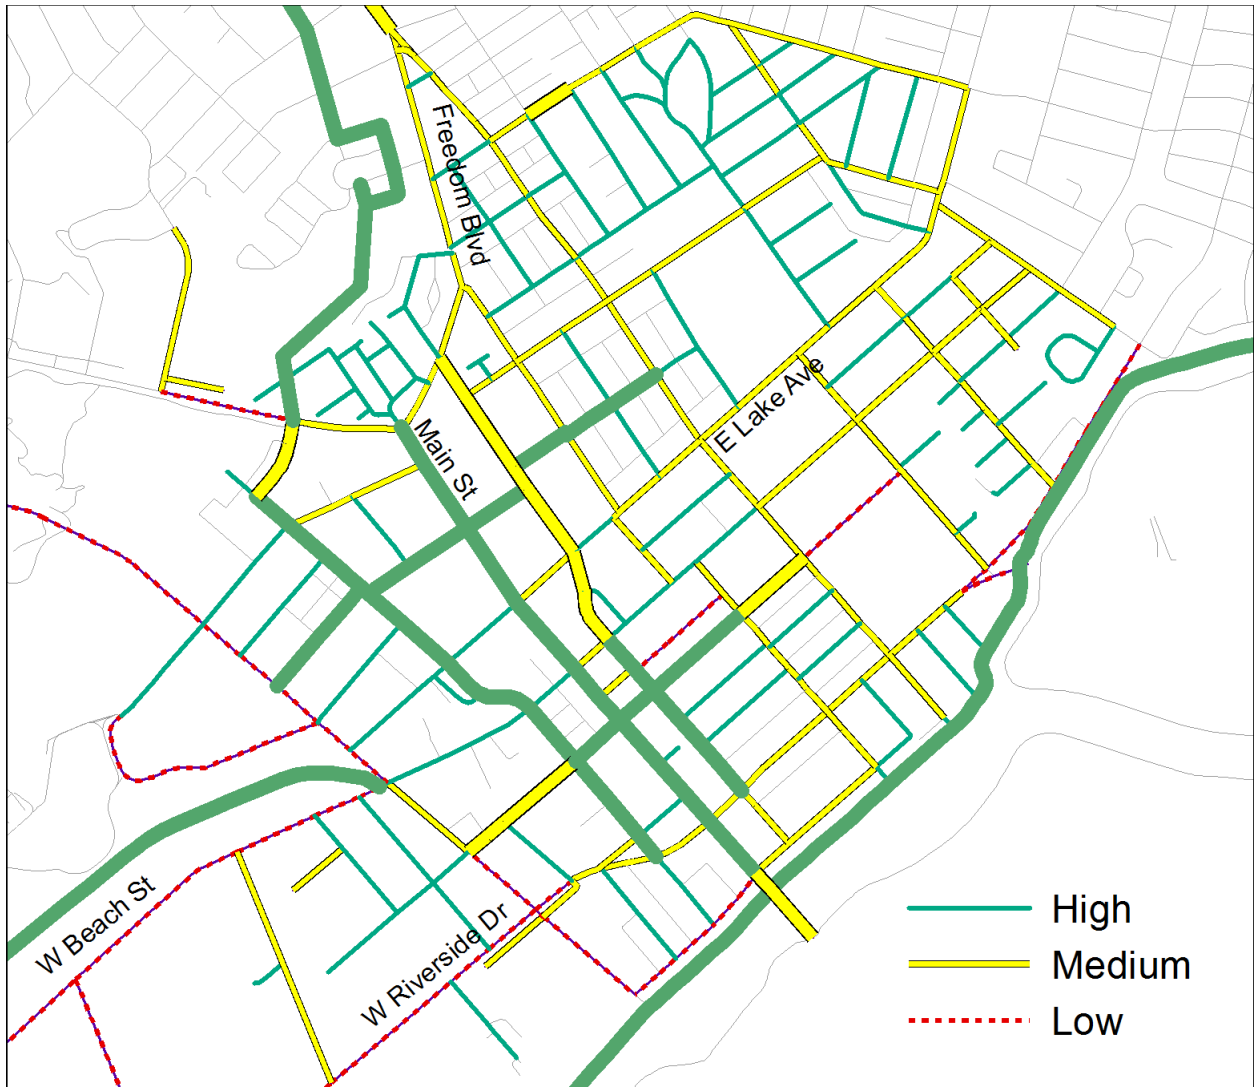 Freedom Blvd
Main St
E Lake Ave
W Beach St
W Riverside Dr
High
Medium
Low